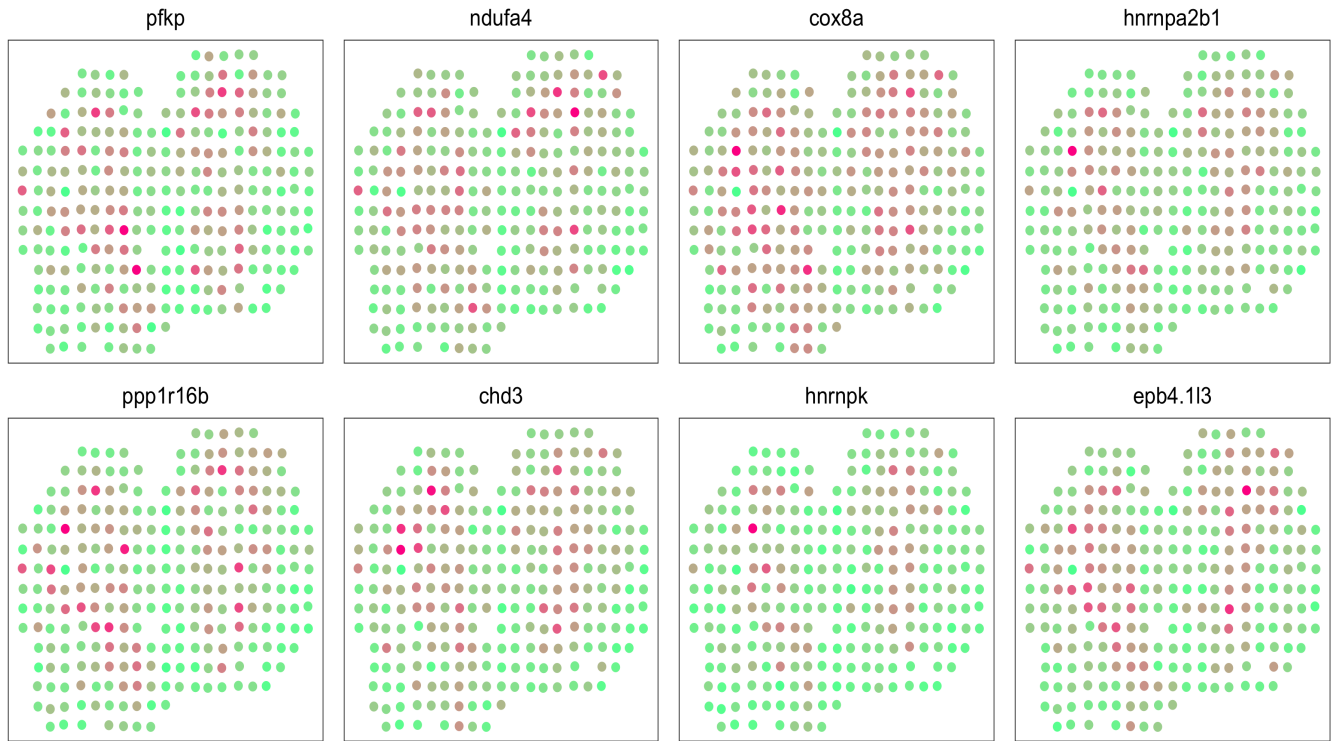 pfkp
ndufa4
cox8a
hnrnpa2b1
ppp1r16b
chd3
hnrnpk
epb4.1l3